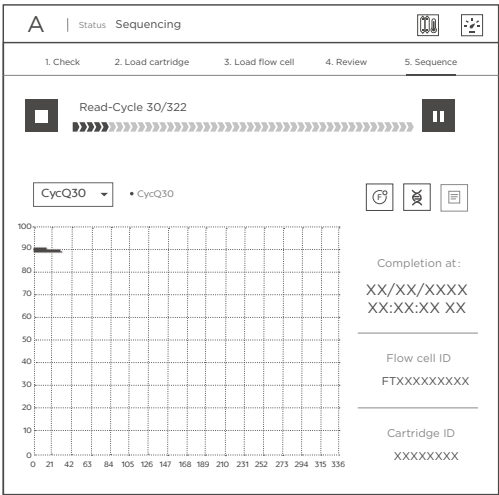 A | Status Sequencing
1. Check 2. Load cartridge 3. Load flow cell 4. Review 5. Sequence
Read-Cycle 30/322
CycQ30
• CycQ30
F°
100
90
80
70
60
50
40
30
20
10
0
0 21 42 63 84 105 126 147 168 189 210 231 252 273 294 315 336
Completion at:
XX/XX/XXXX
XX:XX:XX XX
Flow cell ID
FTXXXXXXXXX
Cartridge ID
XXXXXXXX